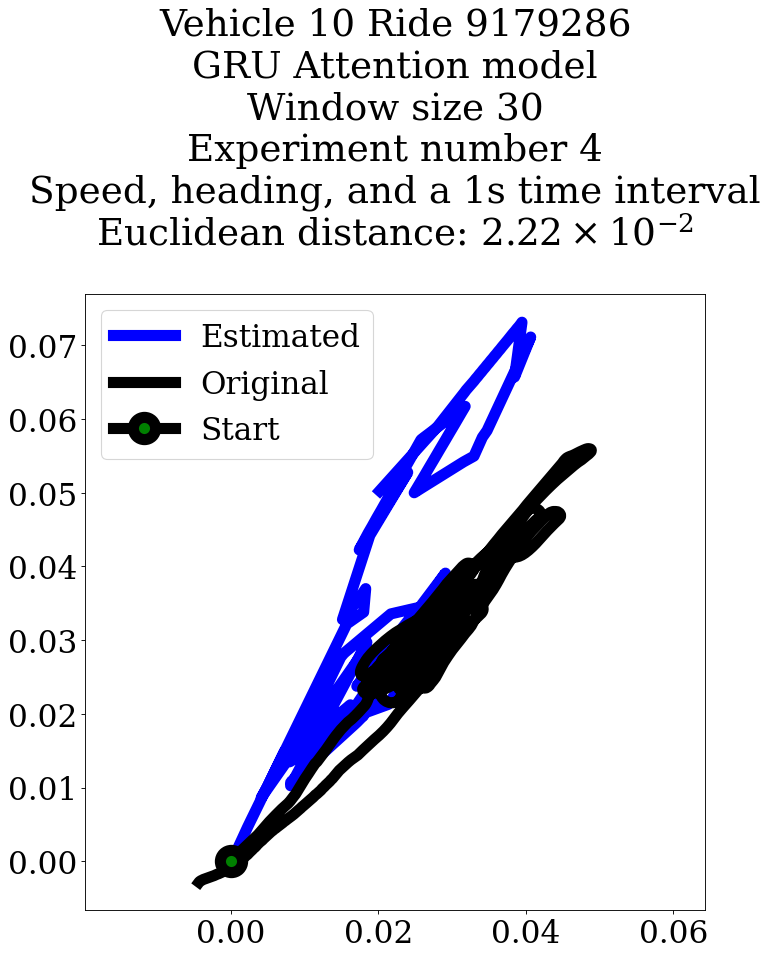 Vehicle 10 Ride 9179286
GRU Attention model
Window size 30
Experiment number 4
Speed, heading, and a 1s time interval
Euclidean distance: 2.22 × 10⁻²
Estimated
Original
Start
0.07
0.06
0.05
0.04
0.03
0.02
0.01
0.00
0.00 0.02 0.04 0.06